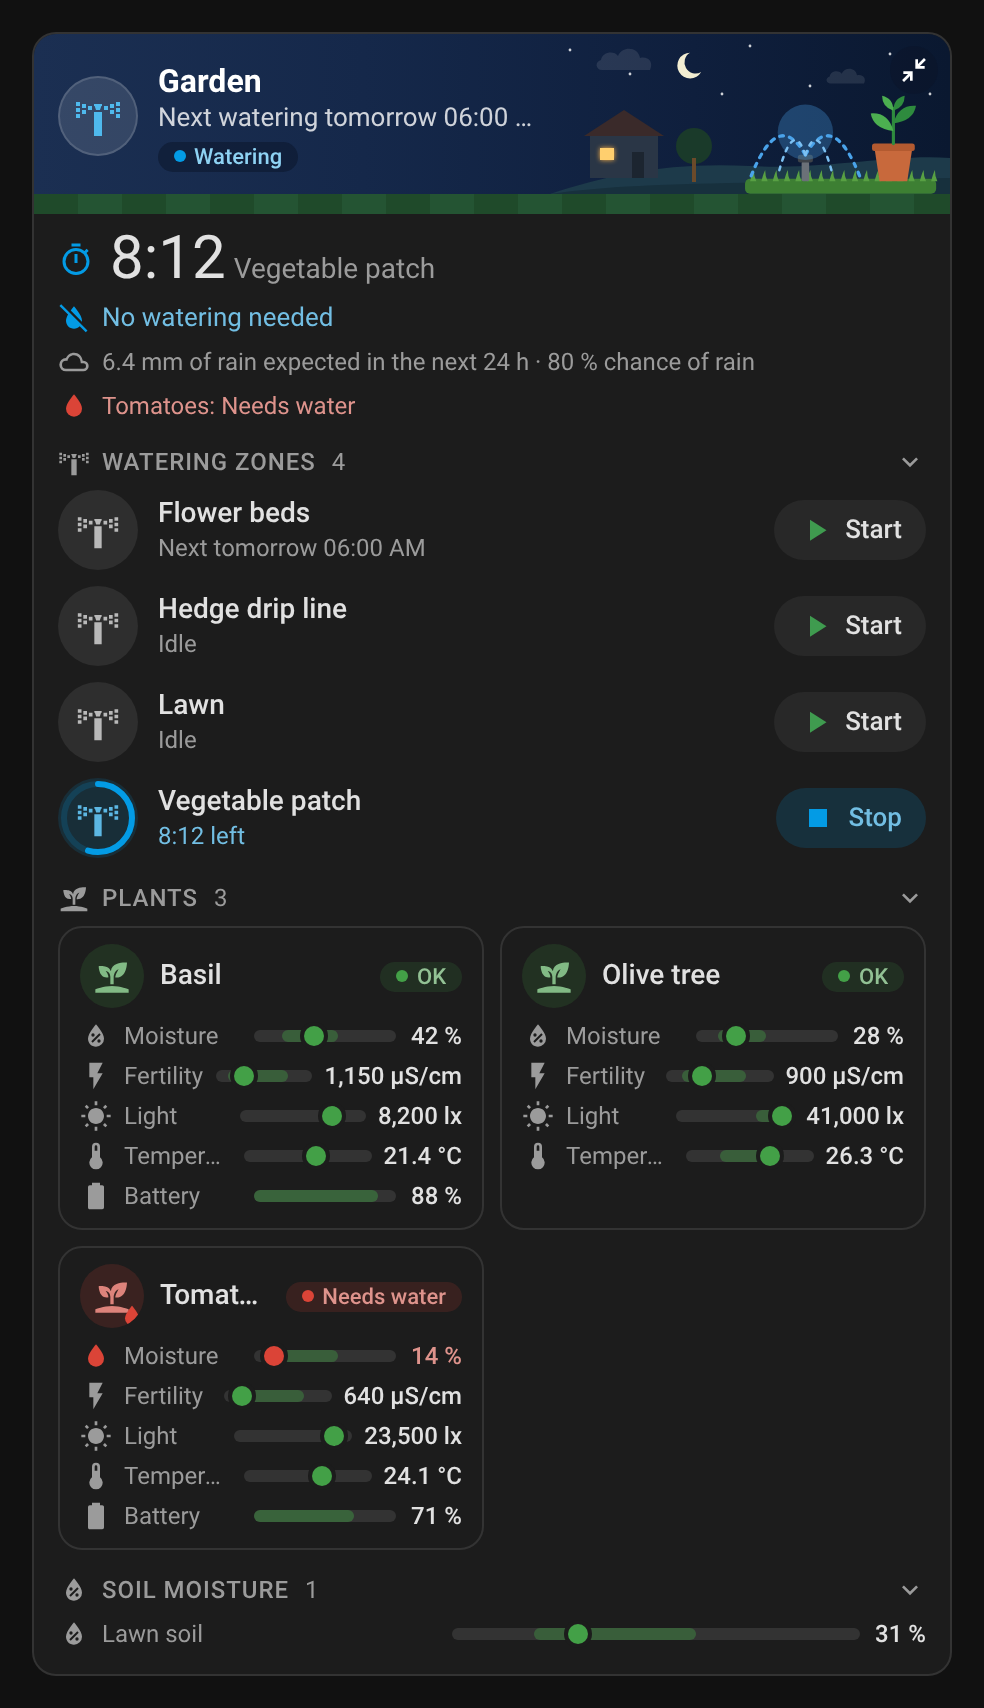 Garden
Next watering tomorrow 06:00 ...
Watering
8:12 Vegetable patch
No watering needed
6.4 mm of rain expected in the next 24 h · 80 % chance of rain
Tomatoes: Needs water
WATERING ZONES 4
Flower beds
Next tomorrow 06:00 AM
Start
Hedge drip line
Idle
Start
Lawn
Idle
Start
Vegetable patch
8:12 left
Stop
PLANTS 3
Basil OK
Moisture 42 %
Fertility 1,150 µS/cm
Light 8,200 lx
Temper... 21.4 °C
Battery 88 %
Olive tree OK
Moisture 28 %
Fertility 900 µS/cm
Light 41,000 lx
Temper... 26.3 °C
Tomat... Needs water
Moisture 14 %
Fertility 640 µS/cm
Light 23,500 lx
Temper... 24.1 °C
Battery 71 %
SOIL MOISTURE 1
Lawn soil 31 %